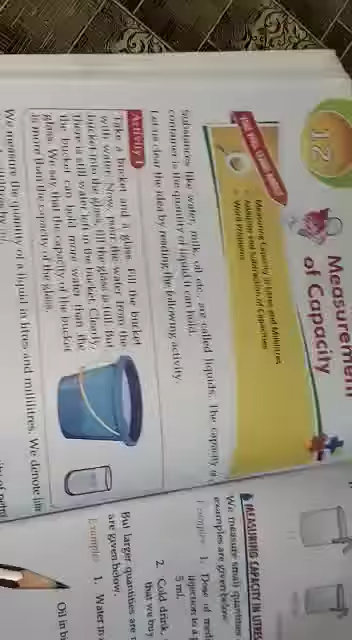 12
Measurement
of Capacity
You Will Learn About
Measuring Capacity in Litres and Millilitres
Addition and Subtraction of Capacities
Word Problems
Substances like water, milk, oil etc., are called liquids. The capacity of
container is the quantity of liquid it can hold.
Let us clear the idea by reading the following activity.
Activity 1
Take a bucket and a glass. Fill the bucket
with water. Now, pour the water from the
bucket into the glass, till the glass is full. But
there is still water left in the bucket. Clearly,
the bucket can hold more water than the
glass. We say that the capacity of the bucket
is more than the capacity of the glass.
We measure the quantity of a liquid in litres and millilitres. We denote
MEASURING CAPACITY IN
We measure small quantities
examples are given below.
Example: 1. Dose of
injection to a
5 ml.
2. Cold drink,
that we buy
But larger quantities are
are given below.
Example: 1. Water in
Oil in